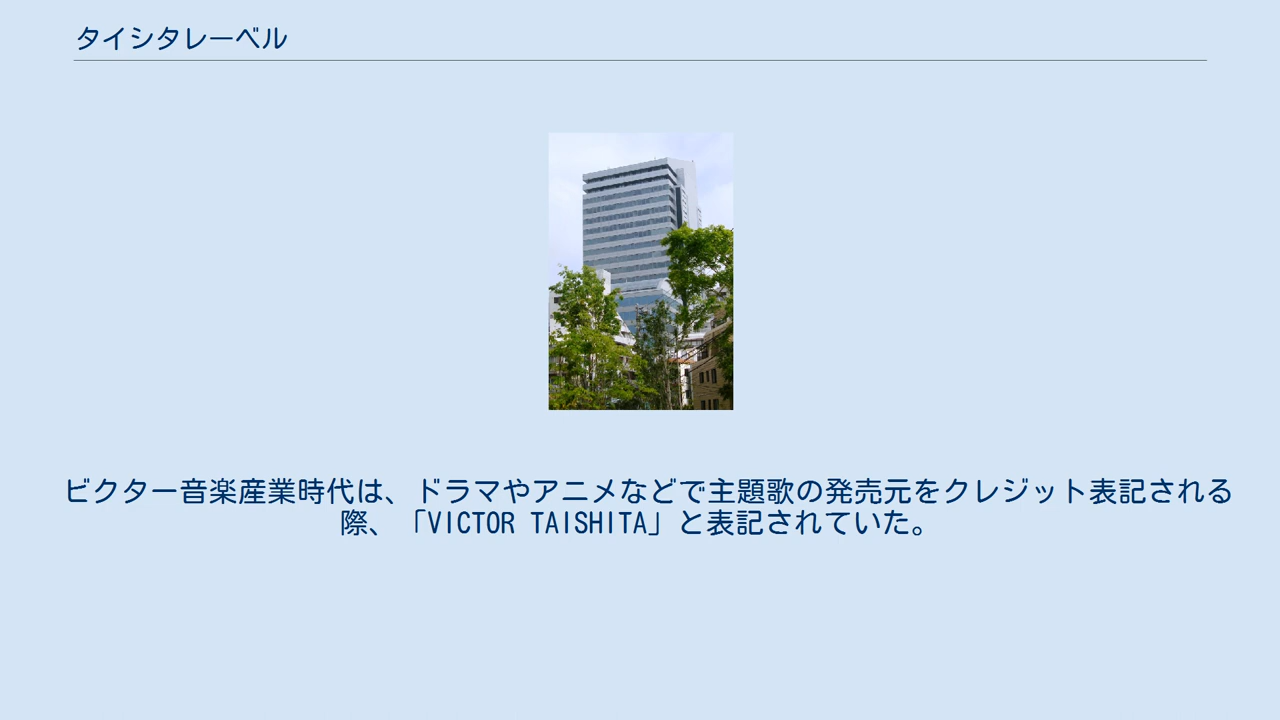 タイシタレーベル
ビクター音楽産業時代は、ドラマやアニメなどで主題歌の発売元をクレジット表記される
際、「VICTOR TAISHITA」と表記されていた。